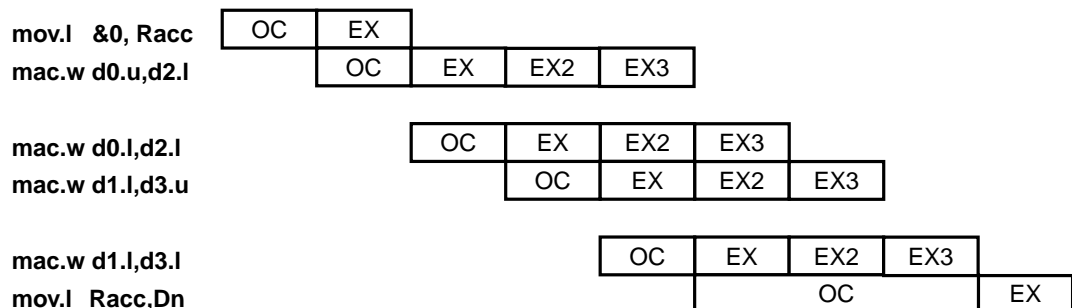 mov.l &0, Racc OC EX
mac.w d0.u,d2.l OC EX EX2 EX3
mac.w d0.l,d2.l OC EX EX2 EX3
mac.w d1.l,d3.u OC EX EX2 EX3
mac.w d1.l,d3.l OC EX EX2 EX3
mov.l Racc,Dn OC EX